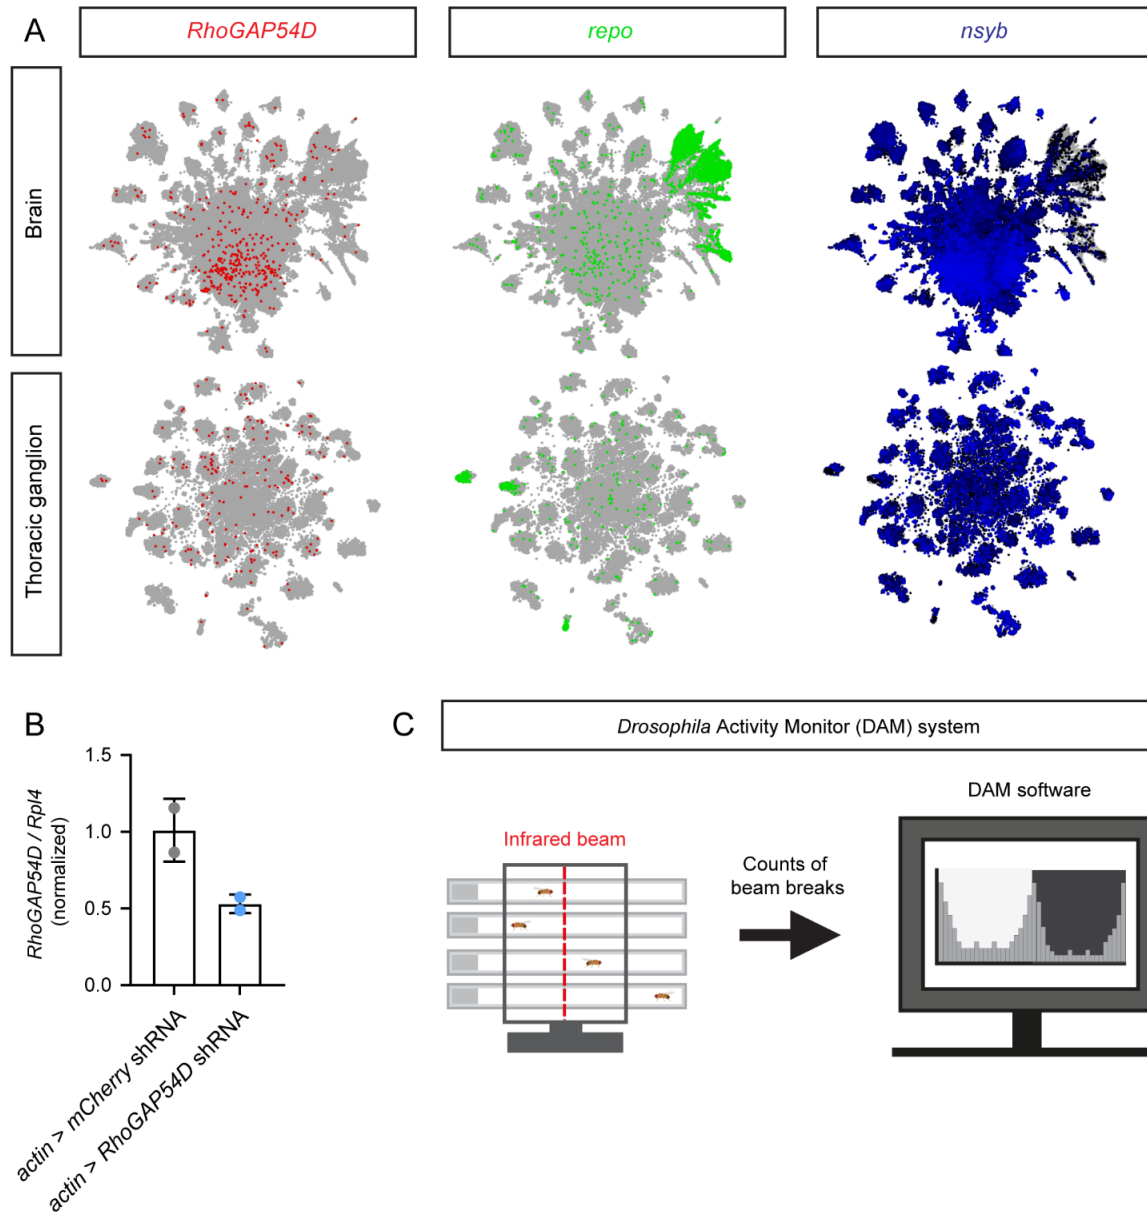 A
RhoGAP54D
repo
nsyb
Brain
Thoracic ganglion
B
RhoGAP54D / Rpl4
(normalized)
1.5
1.0
0.5
0.0
actin > mCherry shRNA
actin > RhoGAP54D shRNA
C
Drosophila Activity Monitor (DAM) system
Infrared beam
Counts of
beam breaks
DAM software